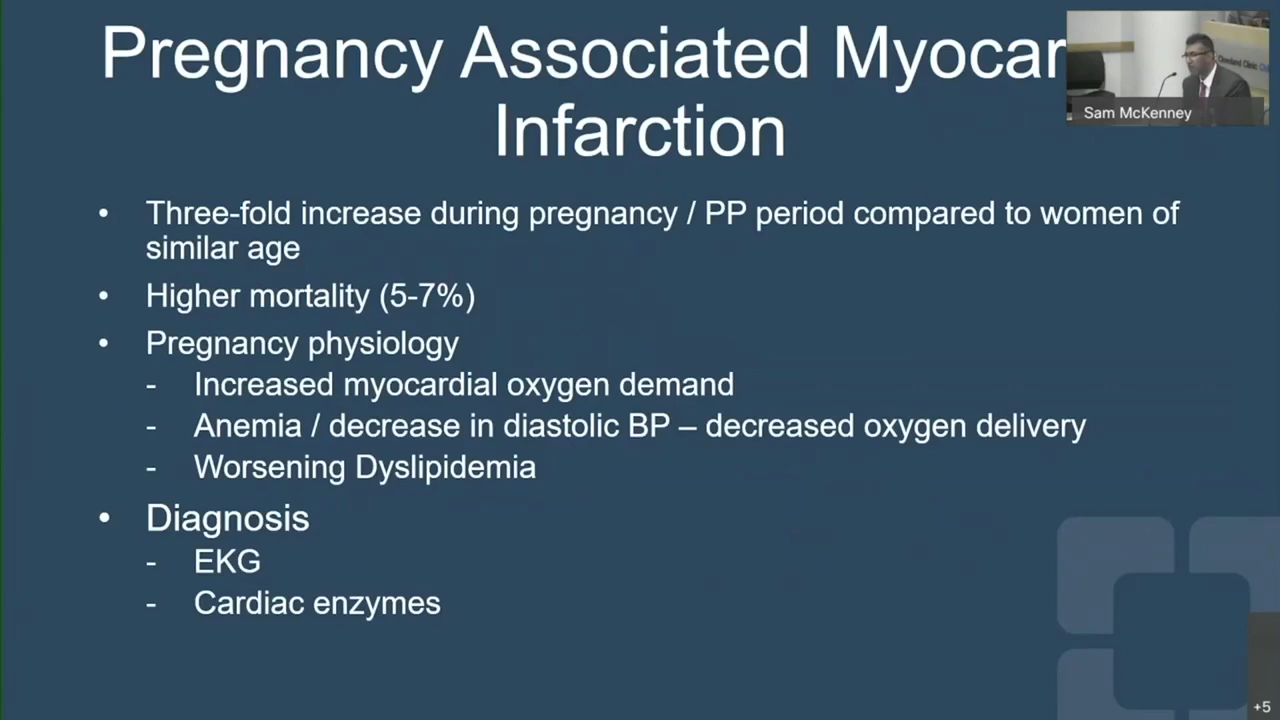 Pregnancy Associated Myocar
Infarction
Sam McKenney
Cleveland Clinic
• Three-fold increase during pregnancy / PP period compared to women of
similar age
• Higher mortality (5-7%)
• Pregnancy physiology
- Increased myocardial oxygen demand
- Anemia / decrease in diastolic BP – decreased oxygen delivery
- Worsening Dyslipidemia
• Diagnosis
- EKG
- Cardiac enzymes
+5